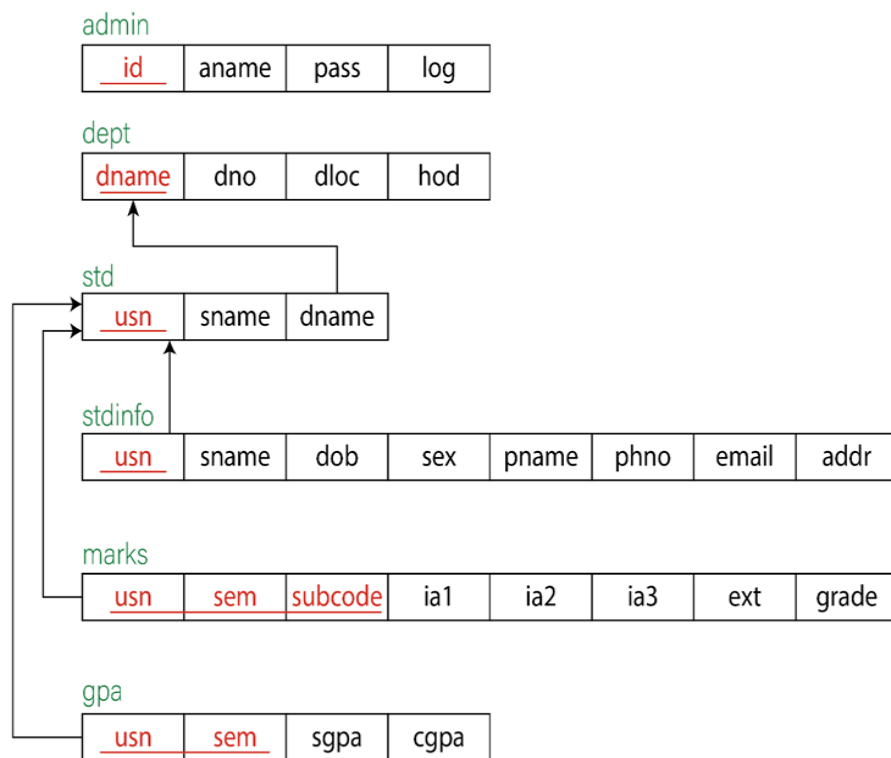 admin
id aname pass log
dept
dname dno dloc hod
std
usn sname dname
stdinfo
usn sname dob sex pname phno email addr
marks
usn sem subcode ia1 ia2 ia3 ext grade
gpa
usn sem sgpa cgpa